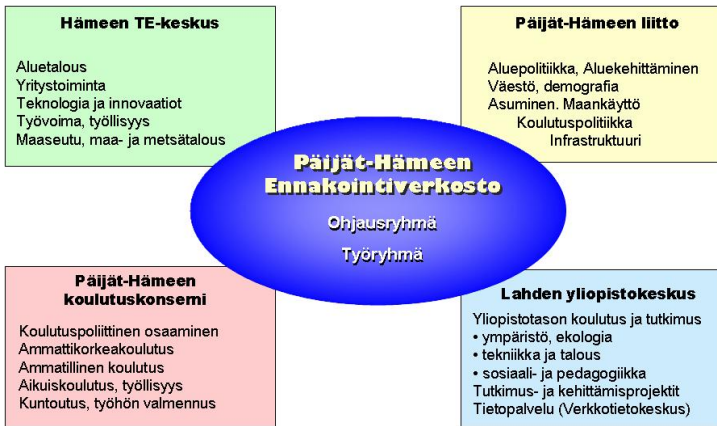 Hämeen TE-keskus
Aluetalous
Yritystoiminta
Teknologia ja innovaatiot
Työvoima, työllisyys
Maaseutu, maa- ja metsätalous
Päijät-Hämeen liitto
Aluepolitiikka, Aluekehittäminen
Väestö, demografia
Asuminen. Maankäyttö
Koulutuspolitiikka
Infrastruktuuri
Päijät-Hämeen
Ennakointiverkosto
Ohjausryhmä
Työryhmä
Päijät-Hämeen
koulutuskonserni
Koulutuspoliittinen osaaminen
Ammattikorkeakoulutus
Ammatillinen koulutus
Aikuiskoulutus, työllisyys
Kuntoutus, työhön valmennus
Lahden yliopistokeskus
Yliopistotason koulutus ja tutkimus
• ympäristö, ekologia
• tekniikka ja talous
• sosiaali- ja pedagogiikka
Tutkimus- ja kehittämisprojektit
Tietopalvelu (Verkkotietokeskus)